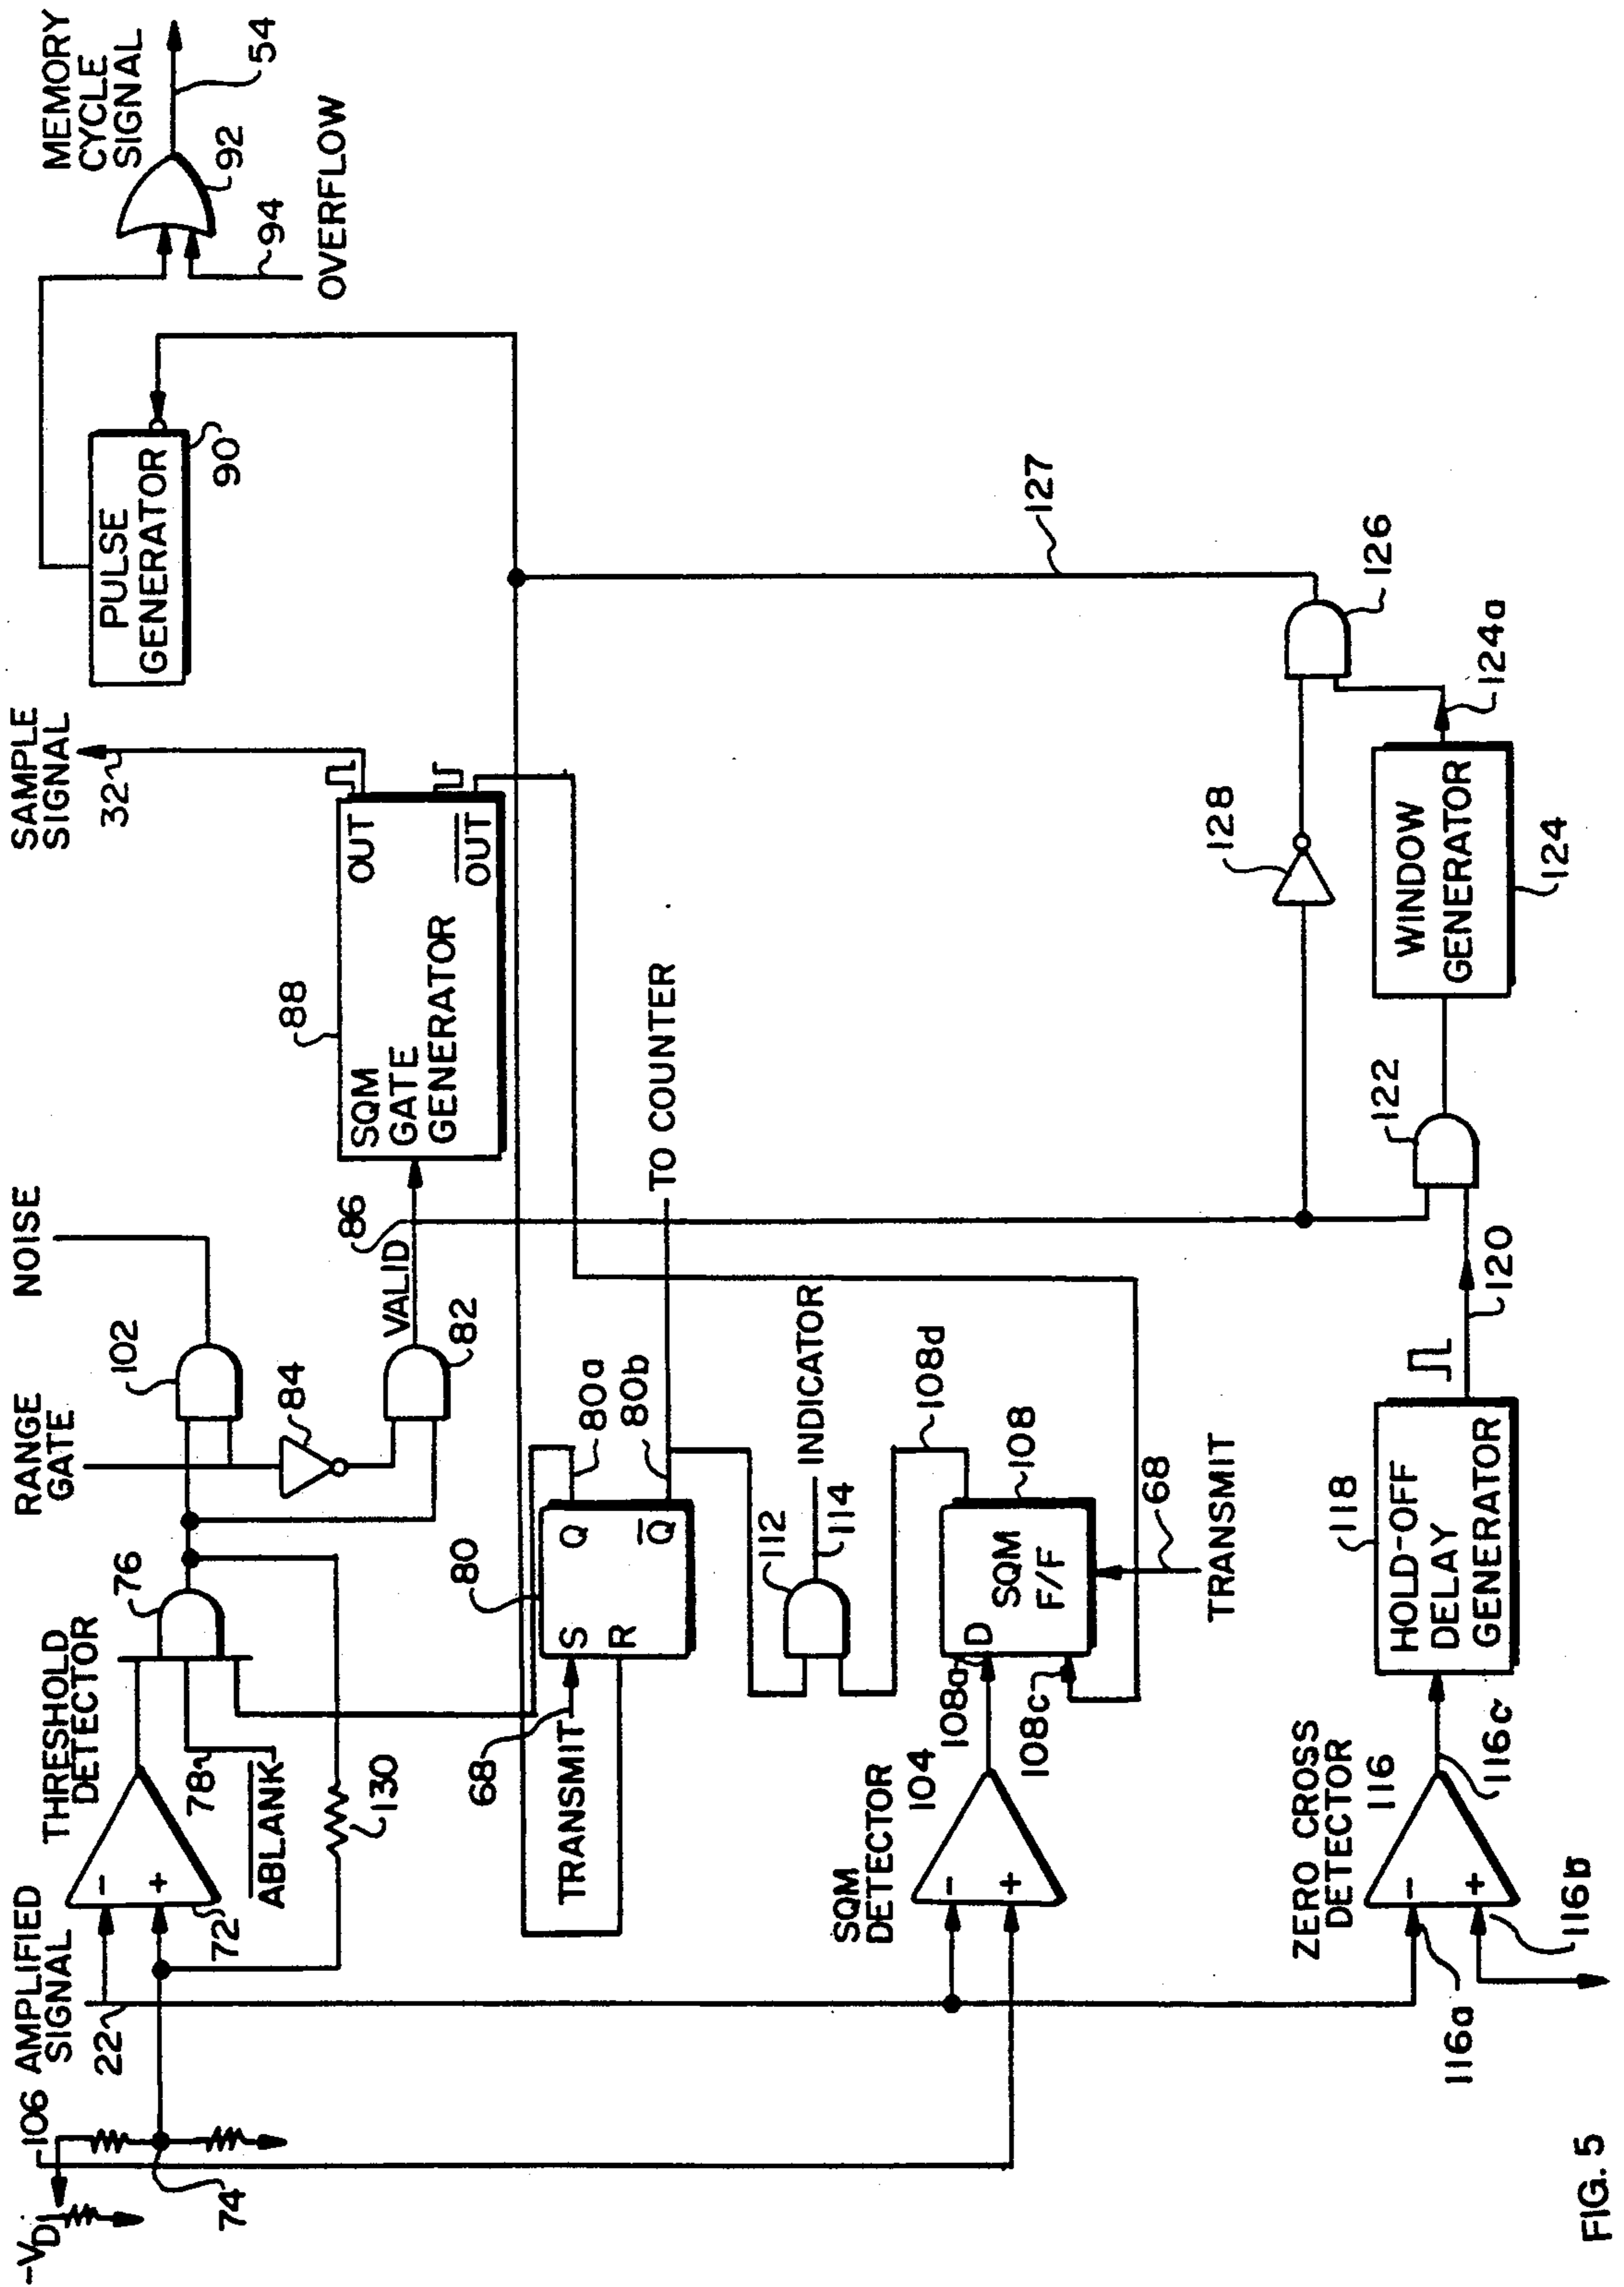 -VD
106
74
AMPLIFIED
SIGNAL
22
THRESHOLD
DETECTOR
-
+
72
78
ABLANK
130
76
RANGE
GATE
102
84
NOISE
VALID
82
86
88
SQM
GATE
GENERATOR
OUT
OUT
SAMPLE
SIGNAL
32
PULSE
GENERATOR
90
MEMORY
CYCLE
SIGNAL
54
92
94
OVERFLOW
68
TRANSMIT
80
S
R
Q
Q
80a
80b
TO COUNTER
112
114
INDICATOR
SQM
DETECTOR
104
-
+
108a
108c
D
SQM
F/F
108
108d
68
TRANSMIT
ZERO CROSS
DETECTOR
116
116a
-
+
116b
116c
118
HOLD-OFF
DELAY
GENERATOR
120
122
WINDOW
GENERATOR
124
124a
128
126
127
FIG. 5